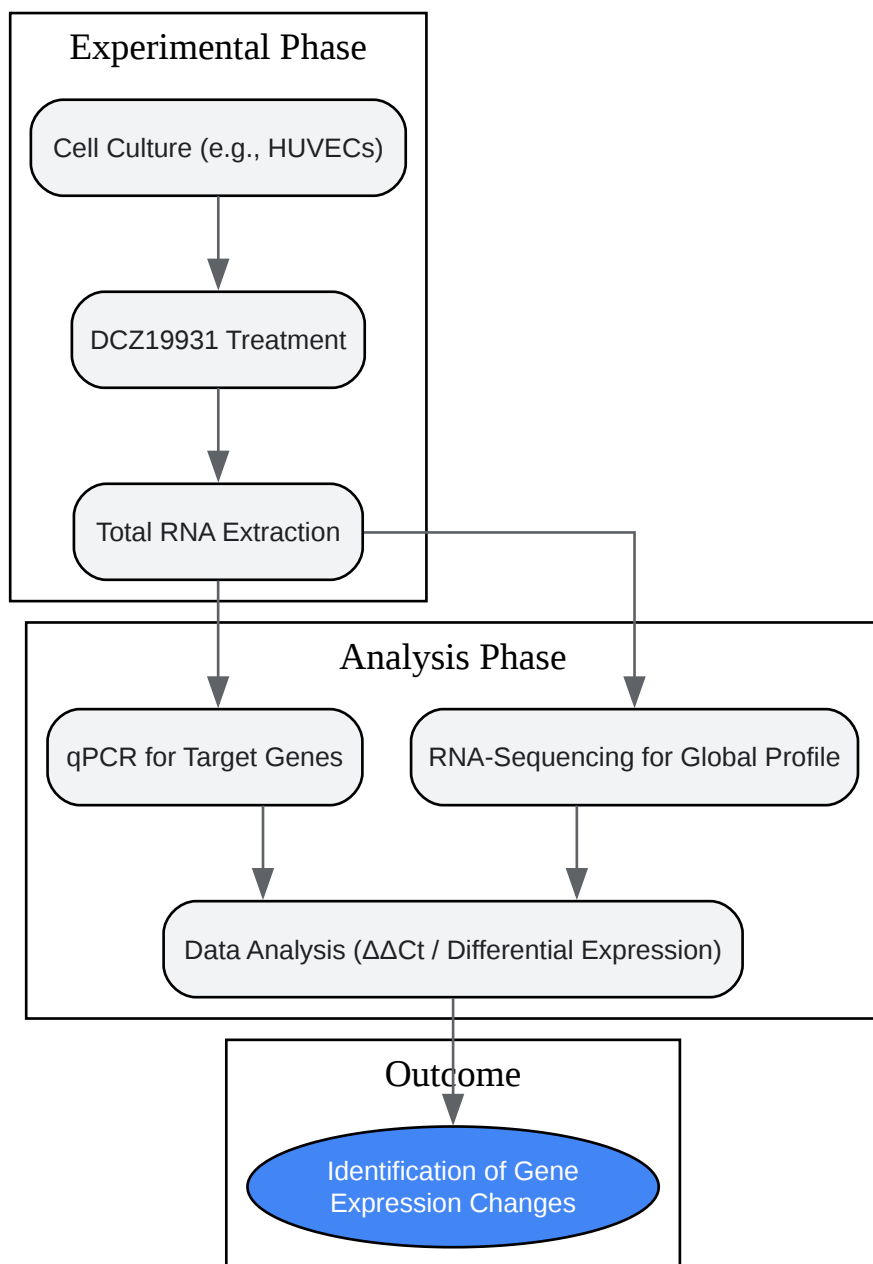 Experimental Phase
Cell Culture (e.g., HUVECs)
DCZ19931 Treatment
Total RNA Extraction
Analysis Phase
qPCR for Target Genes
RNA-Sequencing for Global Profile
Data Analysis (ΔΔCt / Differential Expression)
Outcome
Identification of Gene
Expression Changes